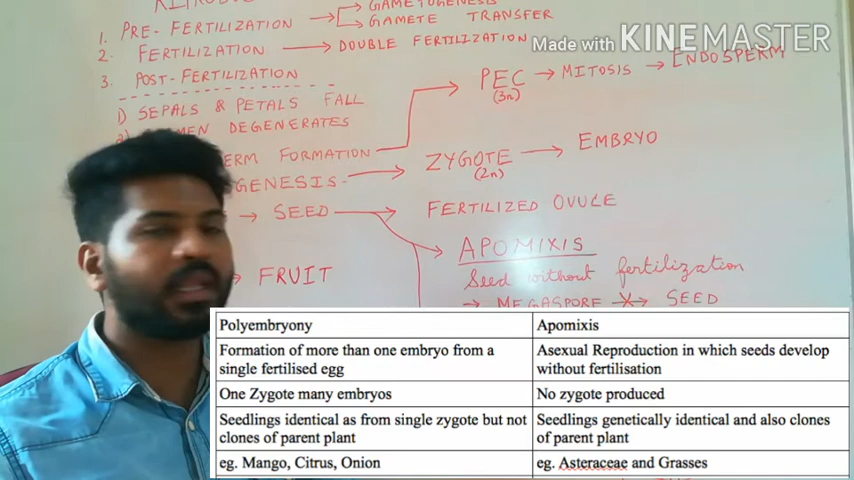 GAMETOGENESIS
1. PRE-FERTILIZATION
GAMETE TRANSFER
2. FERTILIZATION → DOUBLE FERTILIZATION
Made with KINEMASTER
3. POST-FERTILIZATION
PEC → MITOSIS → ENDOSPERM
(3n)
1) SEPALS & PETALS FALL
2) MEN DEGENERATES
ERM FORMATION
ZYGOTE → EMBRYO
(2n)
GENESIS
→ SEED
FERTILIZED OVULE
APOMIXIS
Seed without fertilization
→ FRUIT
→ MEGASPORE X→ SEED
Polyembryony Apomixis
Formation of more than one embryo from a Asexual Reproduction in which seeds develop
single fertilised egg without fertilisation
One Zygote many embryos No zygote produced
Seedlings identical as from single zygote but not Seedlings genetically identical and also clones
clones of parent plant of parent plant
eg. Mango, Citrus, Onion eg. Asteraceae and Grasses